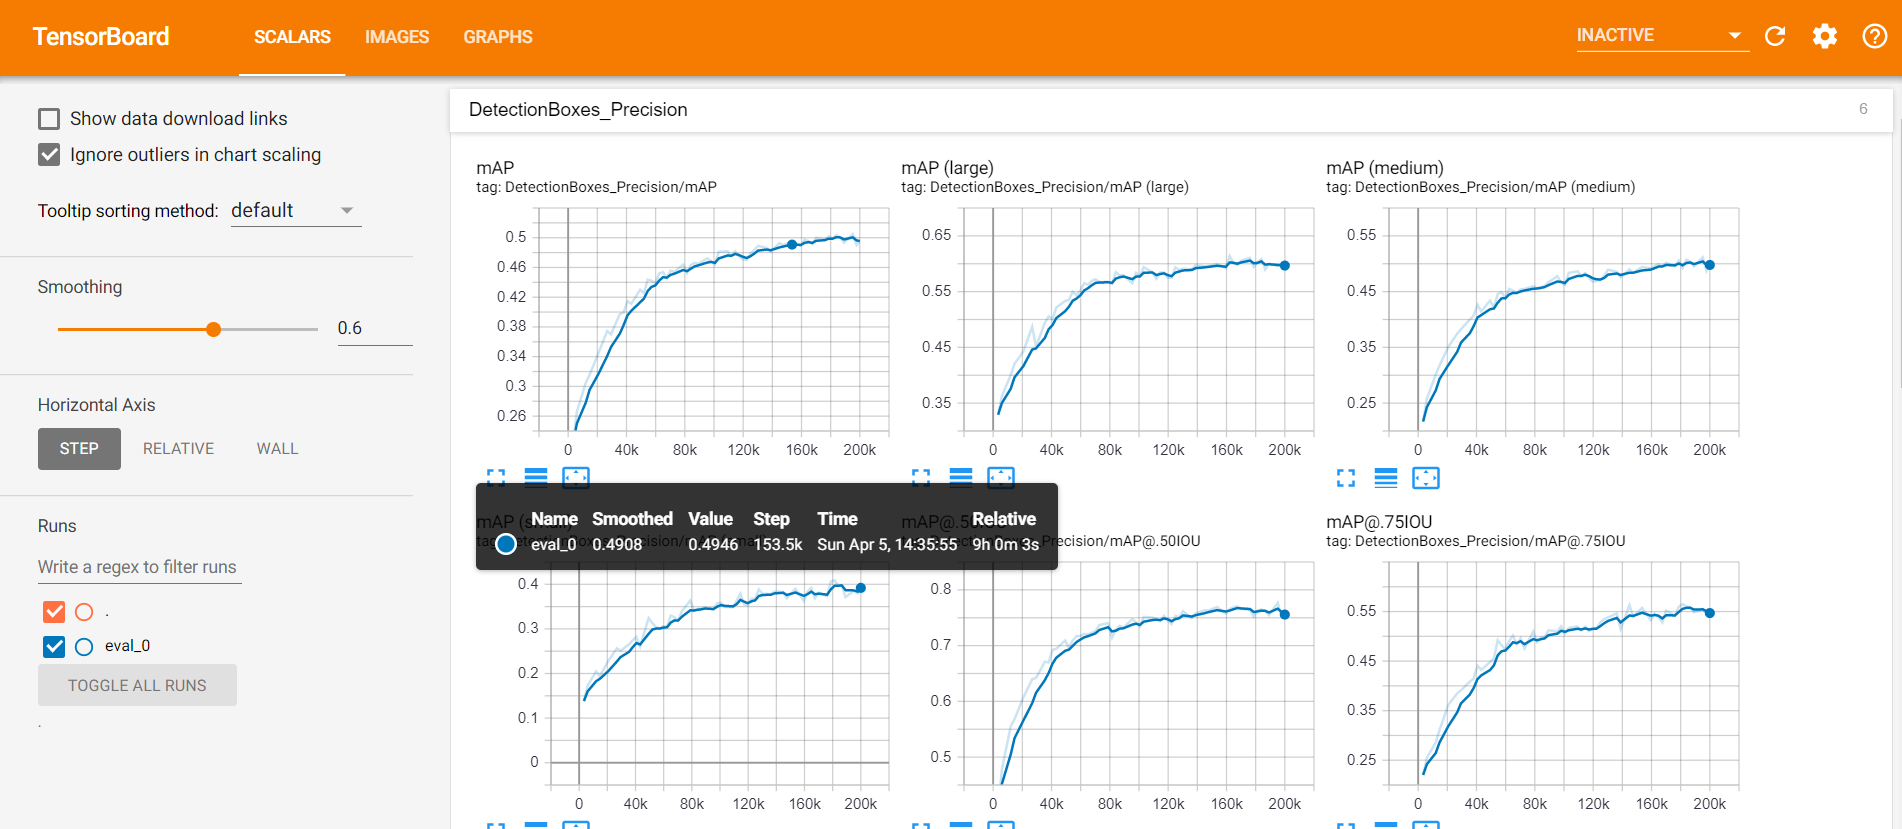 TensorBoard
SCALARS
IMAGES
GRAPHS
INACTIVE
Show data download links
Ignore outliers in chart scaling
Tooltip sorting method: default
Smoothing
0.6
Horizontal Axis
STEP
RELATIVE
WALL
Runs
Write a regex to filter runs
.
eval_0
TOGGLE ALL RUNS
.
DetectionBoxes_Precision
6
mAP
tag: DetectionBoxes_Precision/mAP
0.5
0.46
0.42
0.38
0.34
0.3
0.26
0 40k 80k 120k 160k 200k
mAP (large)
tag: DetectionBoxes_Precision/mAP (large)
0.65
0.55
0.45
0.35
0 40k 80k 120k 160k 200k
mAP (medium)
tag: DetectionBoxes_Precision/mAP (medium)
0.55
0.45
0.35
0.25
0 40k 80k 120k 160k 200k
Name Smoothed Value Step Time Relative
eval_0 0.4908 0.4946 153.5k Sun Apr 5, 14:35:55 9h 0m 3s
mAP (small)
0.4
0.3
0.2
0.1
0
0 40k 80k 120k 160k 200k
mAP@.50IOU
Precision/mAP@.50IOU
0.8
0.7
0.6
0.5
0 40k 80k 120k 160k 200k
mAP@.75IOU
tag: DetectionBoxes_Precision/mAP@.75IOU
0.55
0.45
0.35
0.25
0 40k 80k 120k 160k 200k